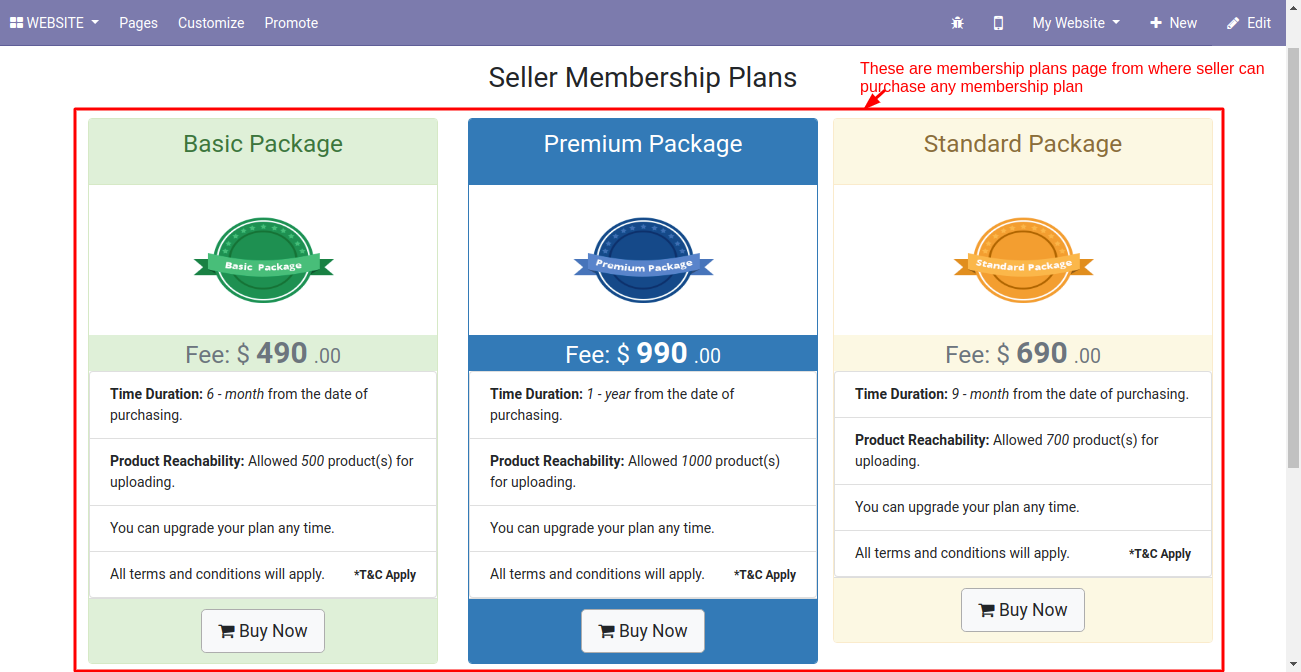 WEBSITE Pages Customize Promote My Website New Edit
Seller Membership Plans
These are membership plans page from where seller can
purchase any membership plan
Basic Package
Basic Package
Fee: $ 490 .00
Time Duration: 6 - month from the date of
purchasing.
Product Reachability: Allowed 500 product(s) for
uploading.
You can upgrade your plan any time.
All terms and conditions will apply. *T&C Apply
Buy Now
Premium Package
Premium Package
Fee: $ 990 .00
Time Duration: 1 - year from the date of
purchasing.
Product Reachability: Allowed 1000 product(s)
for uploading.
You can upgrade your plan any time.
All terms and conditions will apply. *T&C Apply
Buy Now
Standard Package
Standard Package
Fee: $ 690 .00
Time Duration: 9 - month from the date of purchasing.
Product Reachability: Allowed 700 product(s) for
uploading.
You can upgrade your plan any time.
All terms and conditions will apply. *T&C Apply
Buy Now